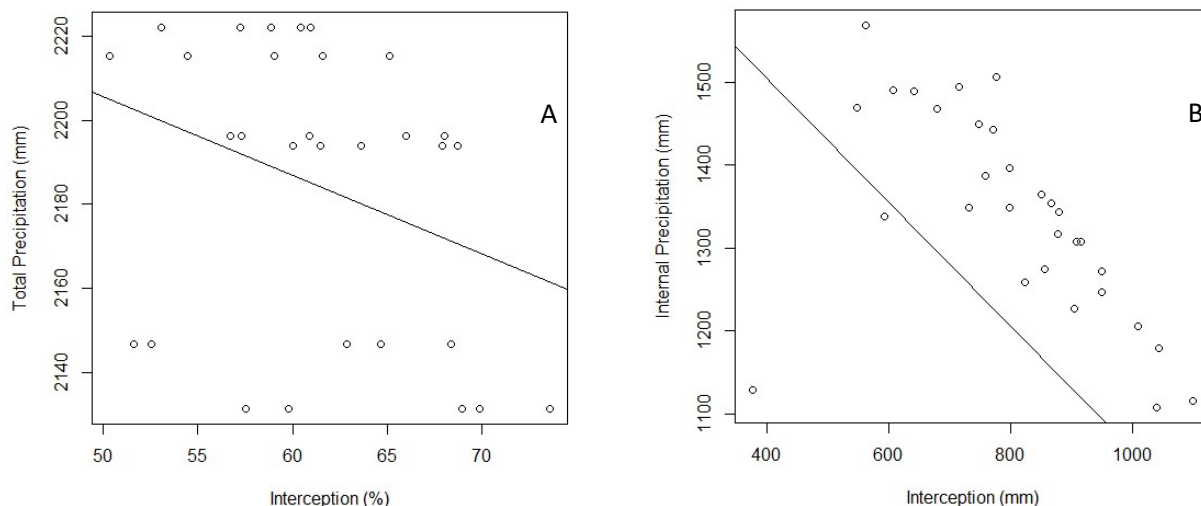 Total Precipitation (mm)
2220
2200
2180
2160
2140
50 55 60 65 70
Interception (%)
A
Internal Precipitation (mm)
1500
1400
1300
1200
1100
400 600 800 1000
Interception (mm)
B